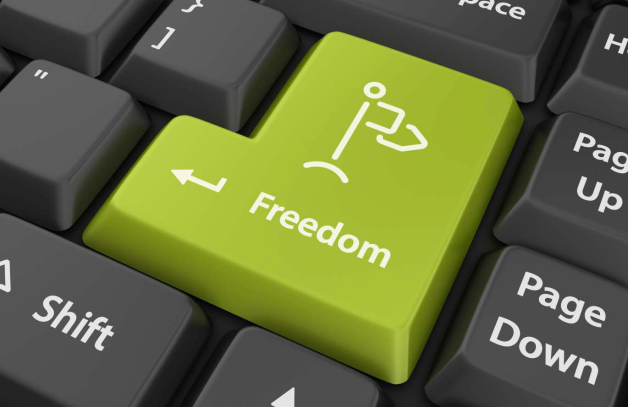 pace
}
]
"
Pag
Up
Freedom
Shift
Page
Down